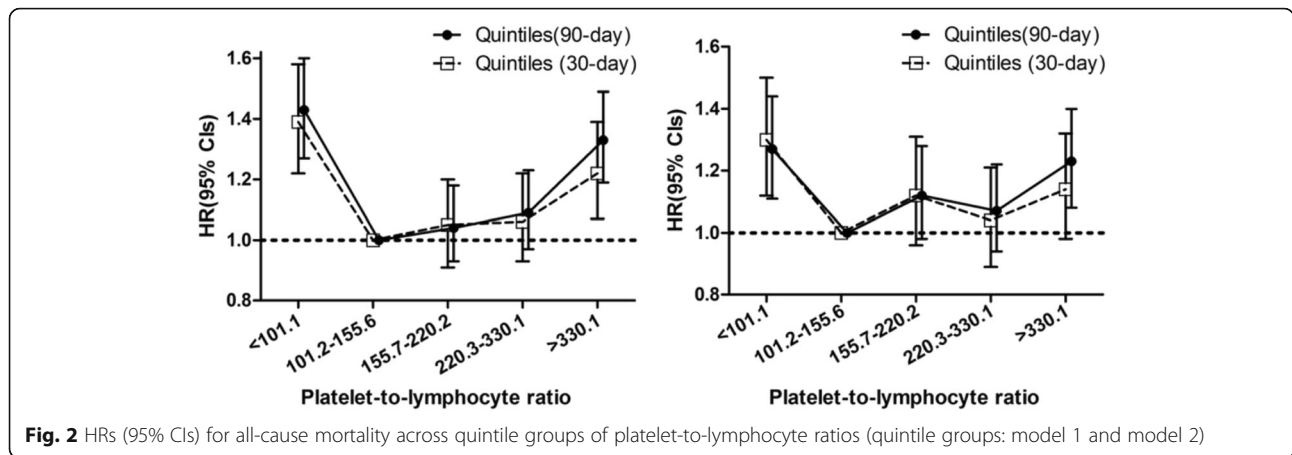 Quintiles(90-day)
Quintiles (30-day)
HR(95% CIs)
1.6
1.4
1.2
1.0
0.8
<101.1
101.2-155.6
155.7-220.2
220.3-330.1
>330.1
Platelet-to-lymphocyte ratio
Quintiles(90-day)
Quintiles (30-day)
HR(95% CIs)
1.6
1.4
1.2
1.0
0.8
<101.1
101.2-155.6
155.7-220.2
220.3-330.1
>330.1
Platelet-to-lymphocyte ratio
Fig. 2 HRs (95% CIs) for all-cause mortality across quintile groups of platelet-to-lymphocyte ratios (quintile groups: model 1 and model 2)